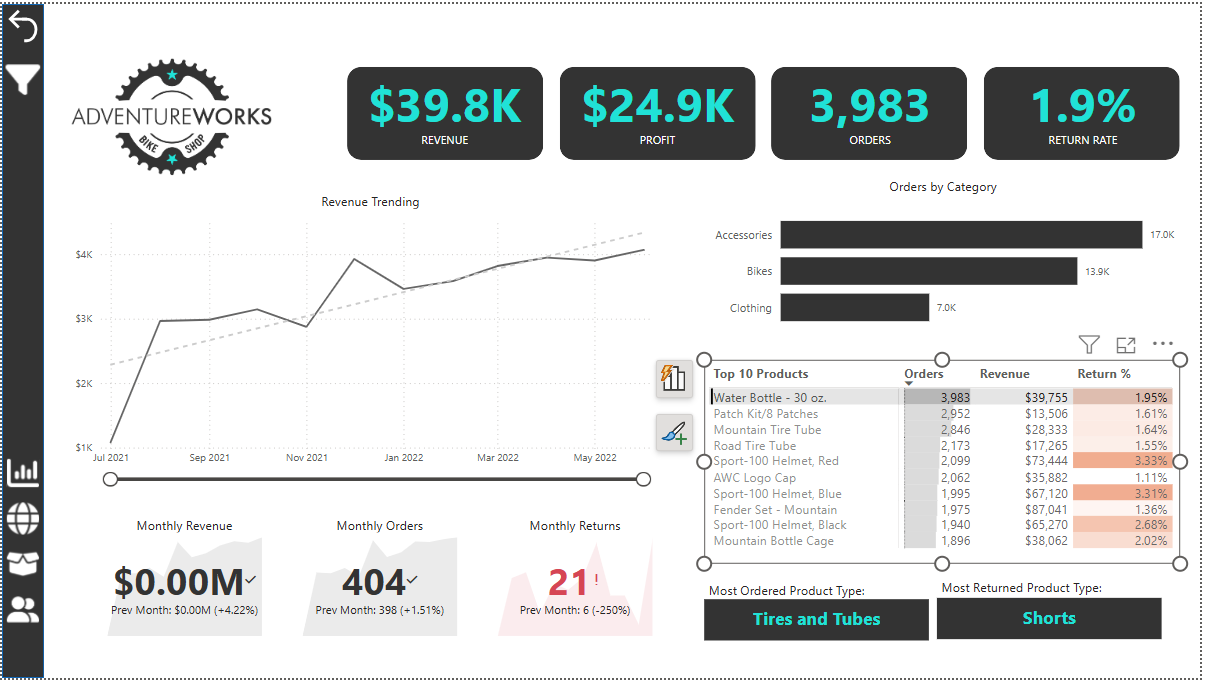 ADVENTUREWORKS
BIKE SHOP
$39.8K
REVENUE
$24.9K
PROFIT
3,983
ORDERS
1.9%
RETURN RATE
Revenue Trending
$4K
$3K
$2K
$1K
Jul 2021 Sep 2021 Nov 2021 Jan 2022 Mar 2022 May 2022
Orders by Category
Accessories 17.0K
Bikes 13.9K
Clothing 7.0K
Top 10 Products Orders Revenue Return %
Water Bottle - 30 oz. 3,983 $39,755 1.95%
Patch Kit/8 Patches 2,952 $13,506 1.61%
Mountain Tire Tube 2,846 $28,333 1.64%
Road Tire Tube 2,173 $17,265 1.55%
Sport-100 Helmet, Red 2,099 $73,444 3.33%
AWC Logo Cap 2,062 $35,882 1.11%
Sport-100 Helmet, Blue 1,995 $67,120 3.31%
Fender Set - Mountain 1,975 $87,041 1.36%
Sport-100 Helmet, Black 1,940 $65,270 2.68%
Mountain Bottle Cage 1,896 $38,062 2.02%
Monthly Revenue
$0.00M
Prev Month: $0.00M (+4.22%)
Monthly Orders
404
Prev Month: 398 (+1.51%)
Monthly Returns
21!
Prev Month: 6 (-250%)
Most Ordered Product Type:
Tires and Tubes
Most Returned Product Type:
Shorts